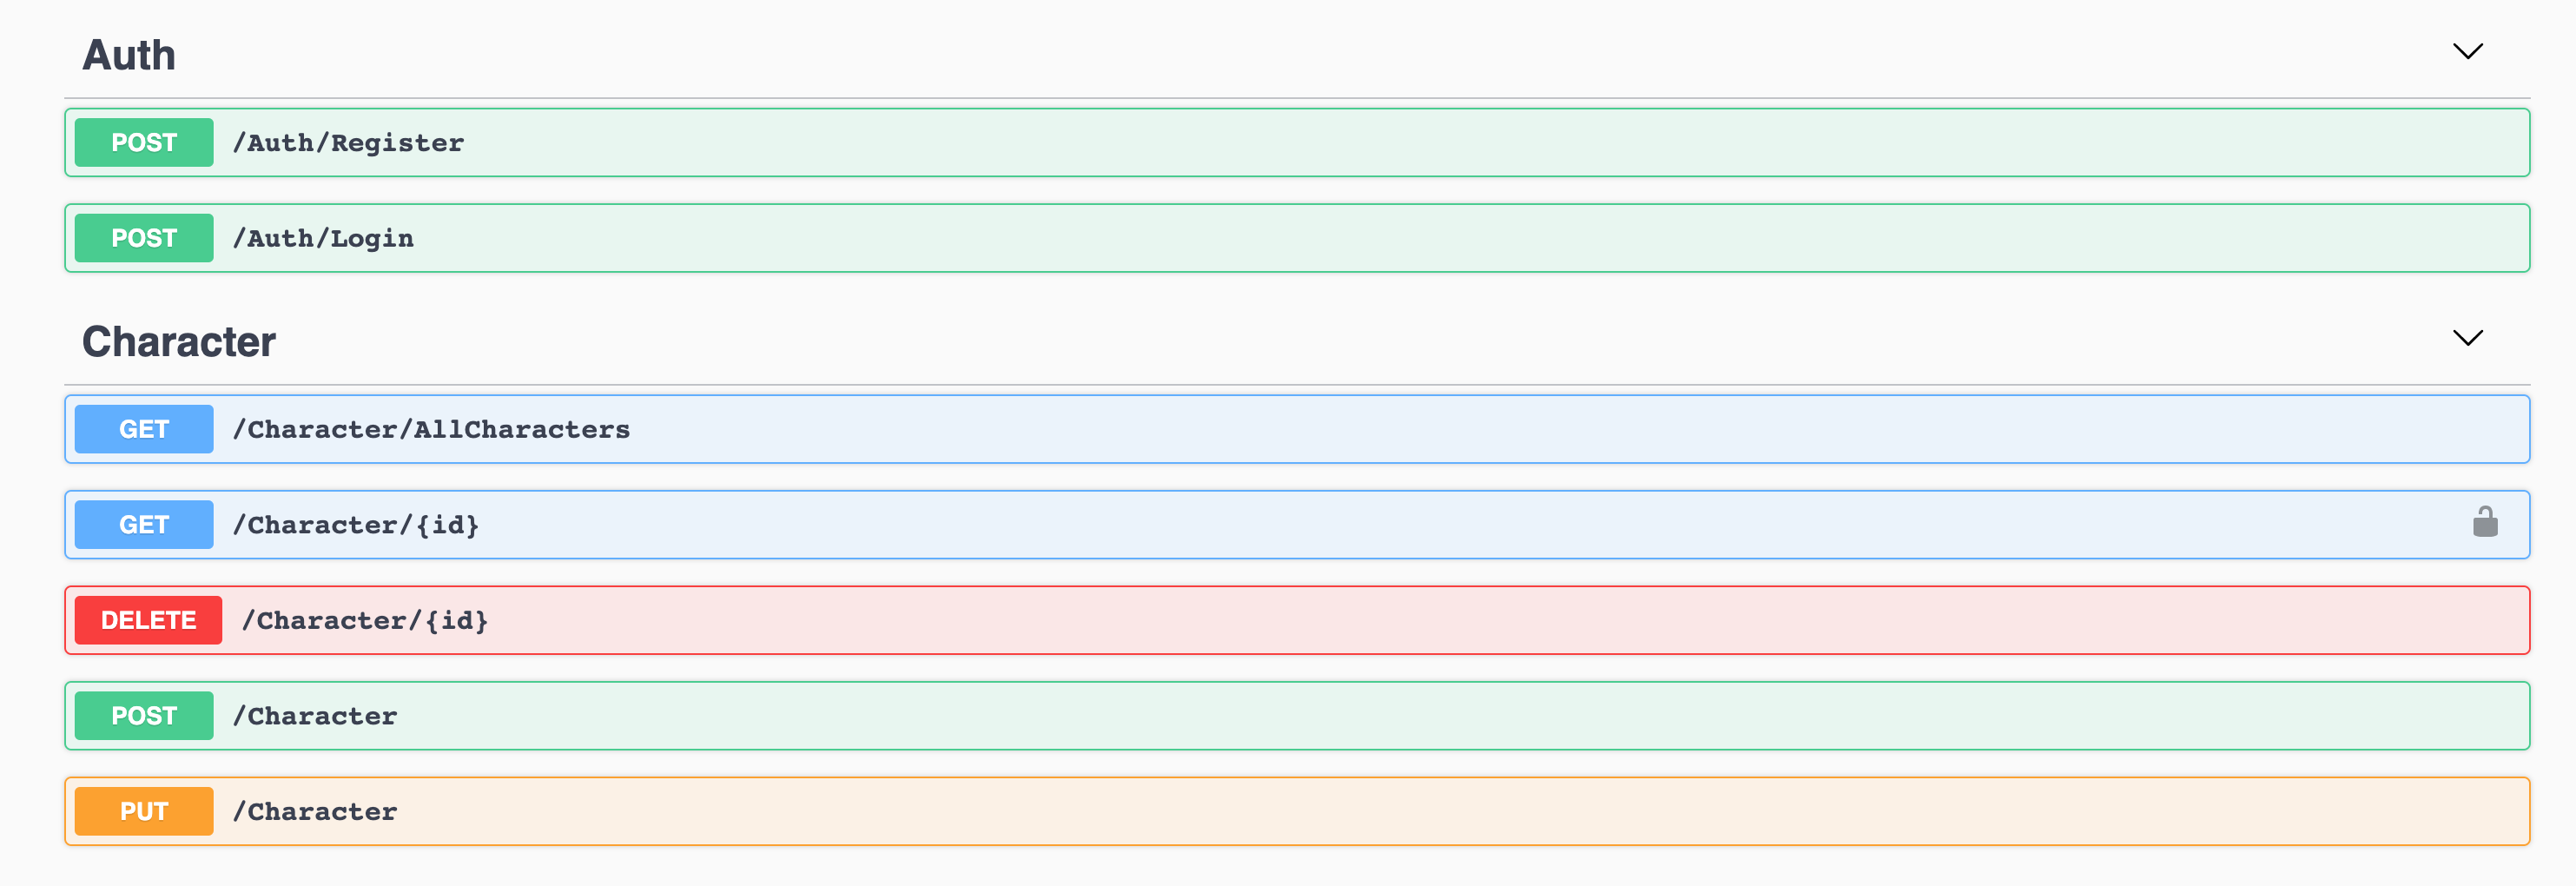 Auth
POST /Auth/Register
POST /Auth/Login
Character
GET /Character/AllCharacters
GET /Character/{id}
DELETE /Character/{id}
POST /Character
PUT /Character